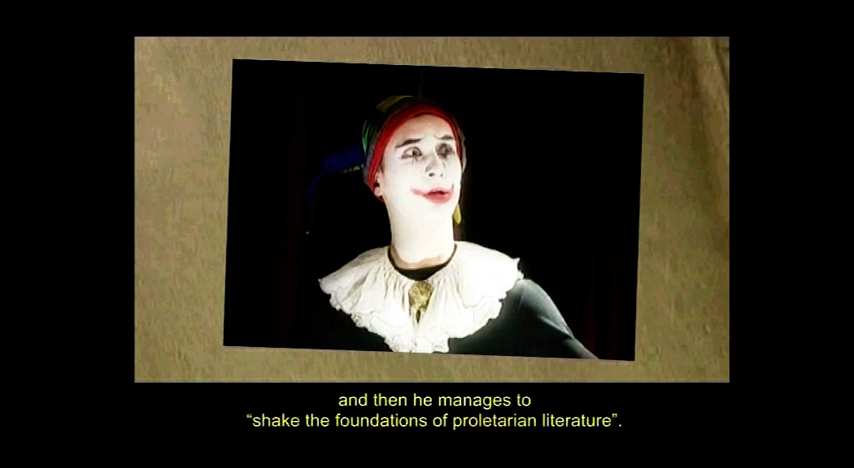 and then he manages to
“shake the foundations of proletarian literature”.